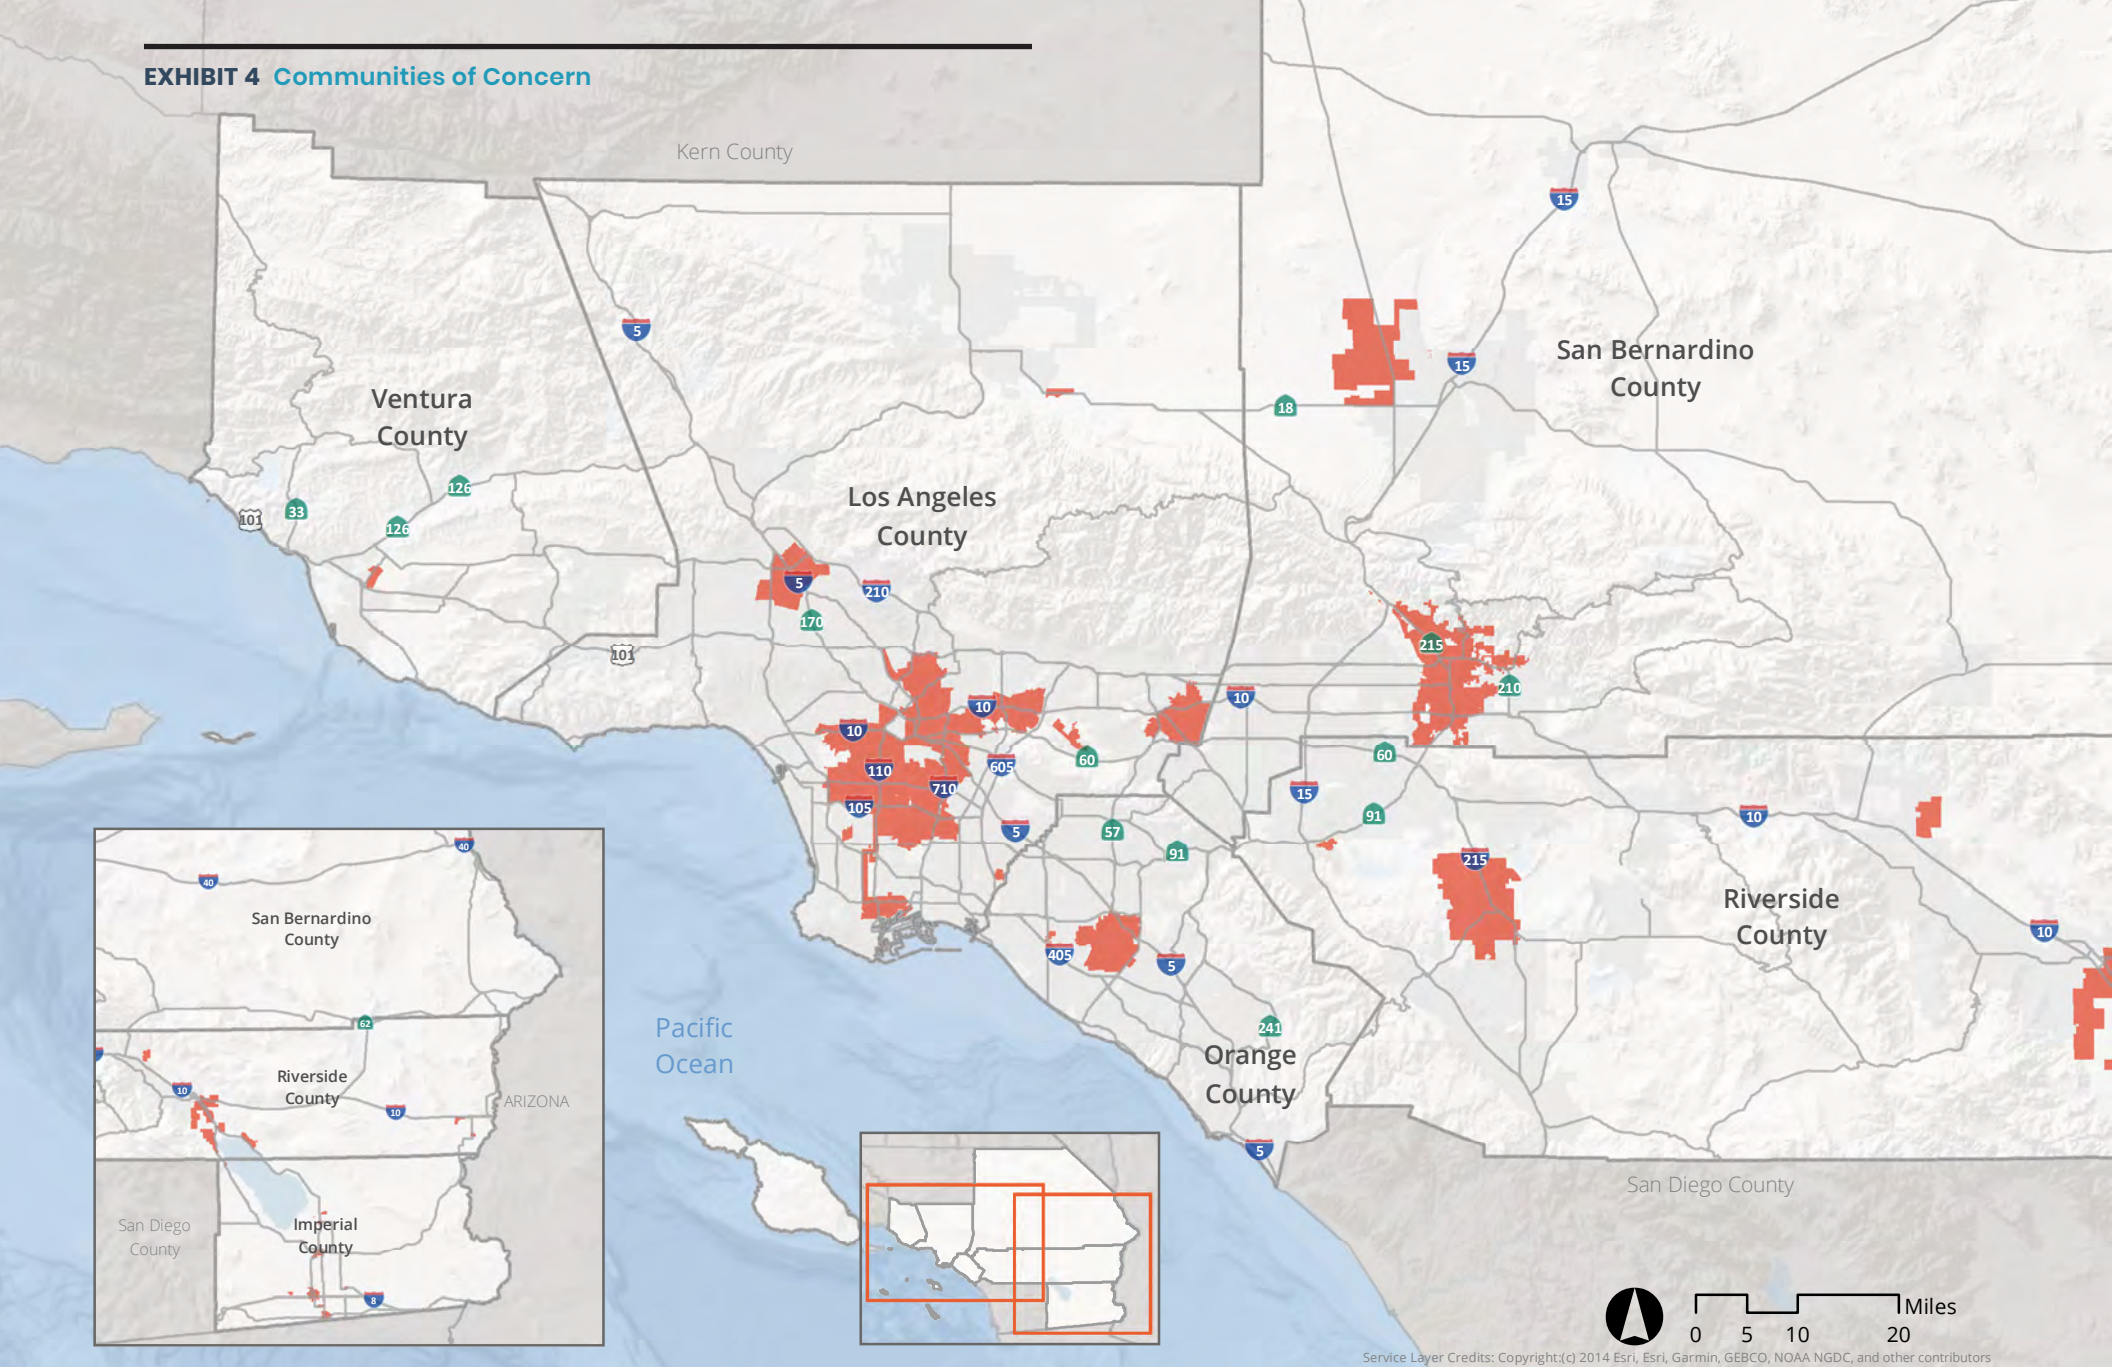 EXHIBIT 4 Communities of Concern
Kern County
15
5
15
San Bernardino
County
Ventura
County
18
126
Los Angeles
County
33
101
126
5
210
170
215
101
210
10
10
10
60
60
110
605
710
15
105
91
10
5
57
91
215
Riverside
County
10
405
5
241
Orange
County
Pacific
Ocean
5
San Diego County
40
40
San Bernardino
County
62
Riverside
County
10
10
ARIZONA
San Diego
County
Imperial
County
8
Miles
0 5 10 20
Service Layer Credits: Copyright:(c) 2014 Esri, Esri, Garmin, GEBCO, NOAA NGDC, and other contributors